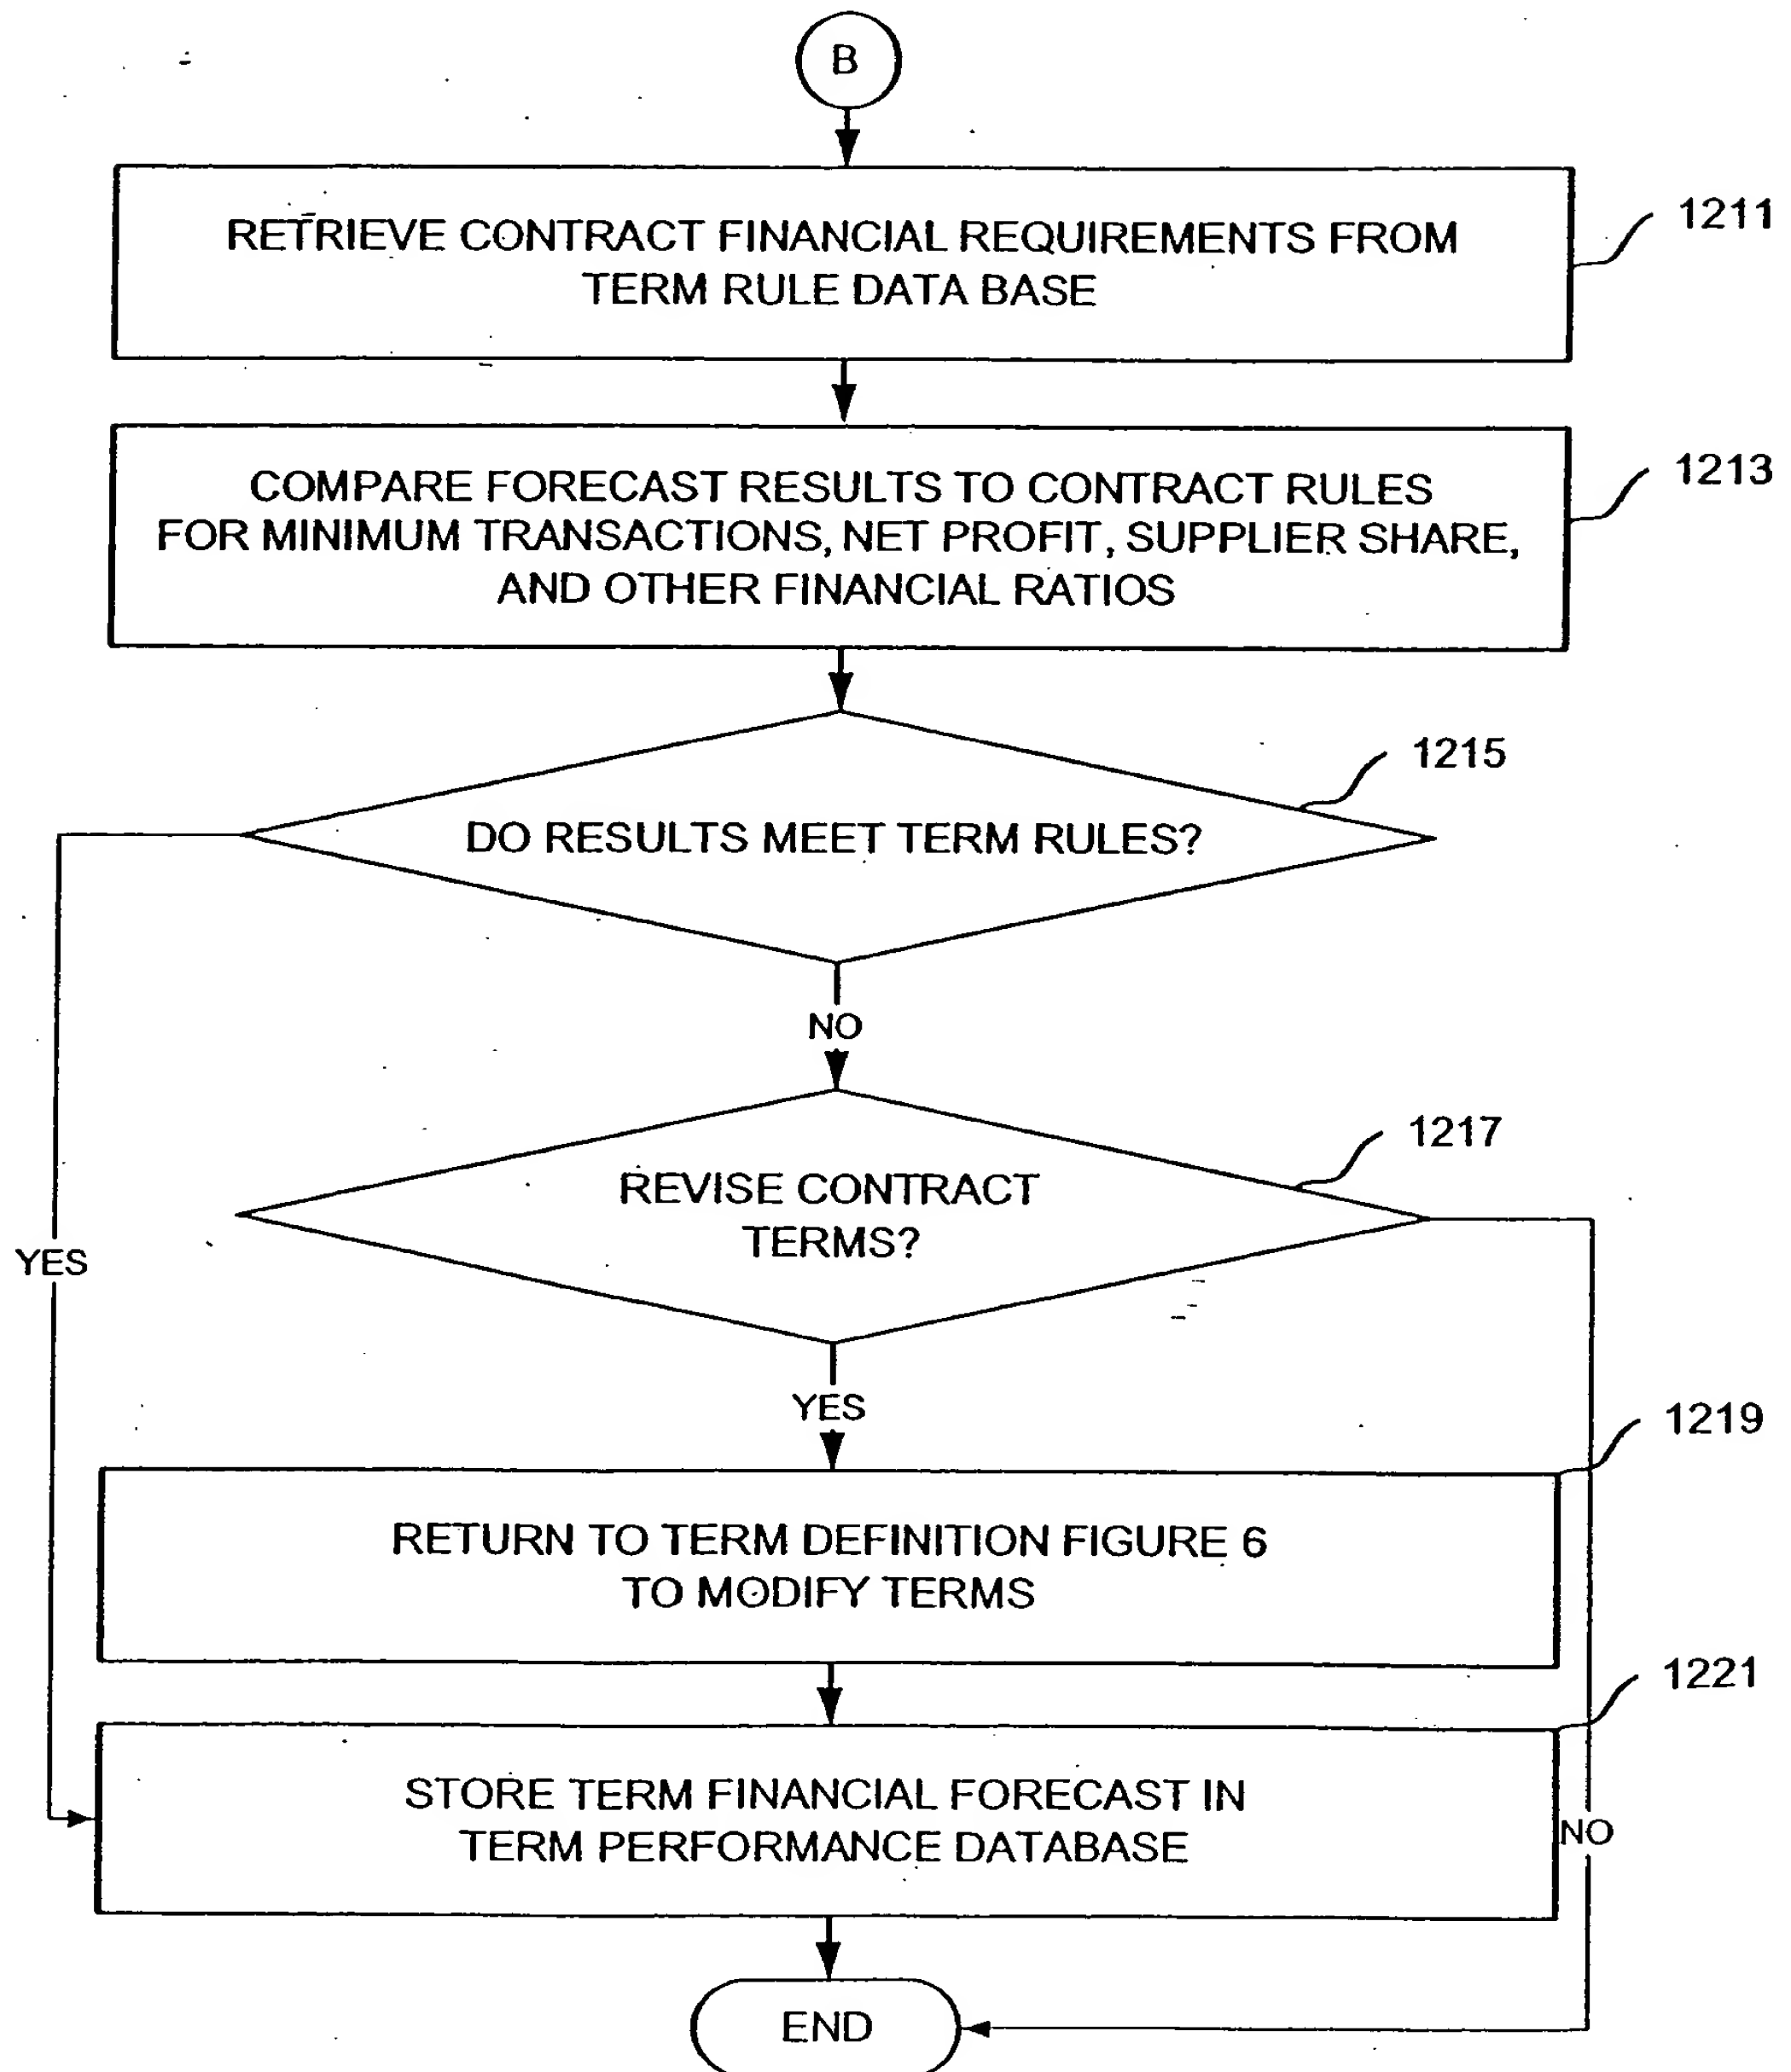 B
RETRIEVE CONTRACT FINANCIAL REQUIREMENTS FROM
TERM RULE DATA BASE
1211
COMPARE FORECAST RESULTS TO CONTRACT RULES
FOR MINIMUM TRANSACTIONS, NET PROFIT, SUPPLIER SHARE,
AND OTHER FINANCIAL RATIOS
1213
DO RESULTS MEET TERM RULES?
1215
NO
REVISE CONTRACT
TERMS?
1217
YES
YES
RETURN TO TERM DEFINITION FIGURE 6
TO MODIFY TERMS
1219
STORE TERM FINANCIAL FORECAST IN
TERM PERFORMANCE DATABASE
1221
NO
END